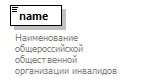 name
Наименование
общероссийской
общественной
организации инвалидов